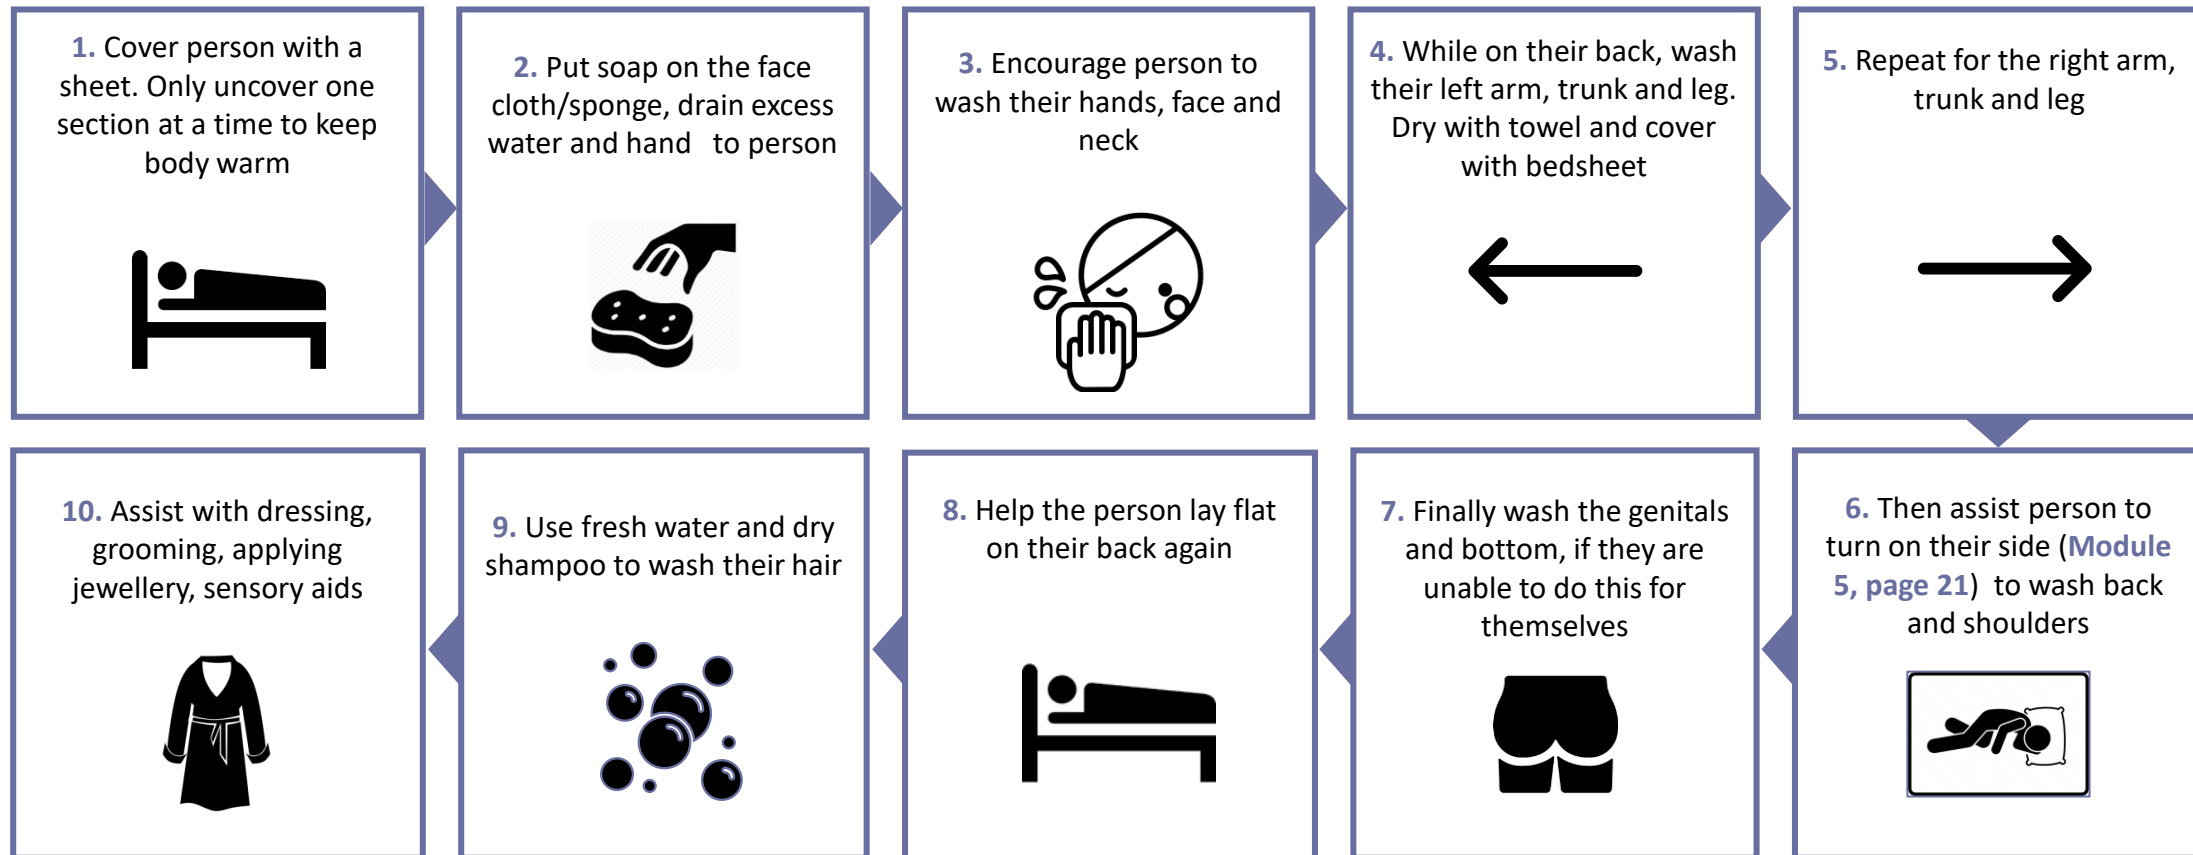 1. Cover person with a
sheet. Only uncover one
section at a time to keep
body warm
2. Put soap on the face
cloth/sponge, drain excess
water and hand   to person
3. Encourage person to
wash their hands, face and
neck
4. While on their back, wash
their left arm, trunk and leg.
Dry with towel and cover
with bedsheet
5. Repeat for the right arm,
trunk and leg
6. Then assist person to
turn on their side (Module
5, page 21)  to wash back
and shoulders
7. Finally wash the genitals
and bottom, if they are
unable to do this for
themselves
8. Help the person lay flat
on their back again
9. Use fresh water and dry
shampoo to wash their hair
10. Assist with dressing,
grooming, applying
jewellery, sensory aids